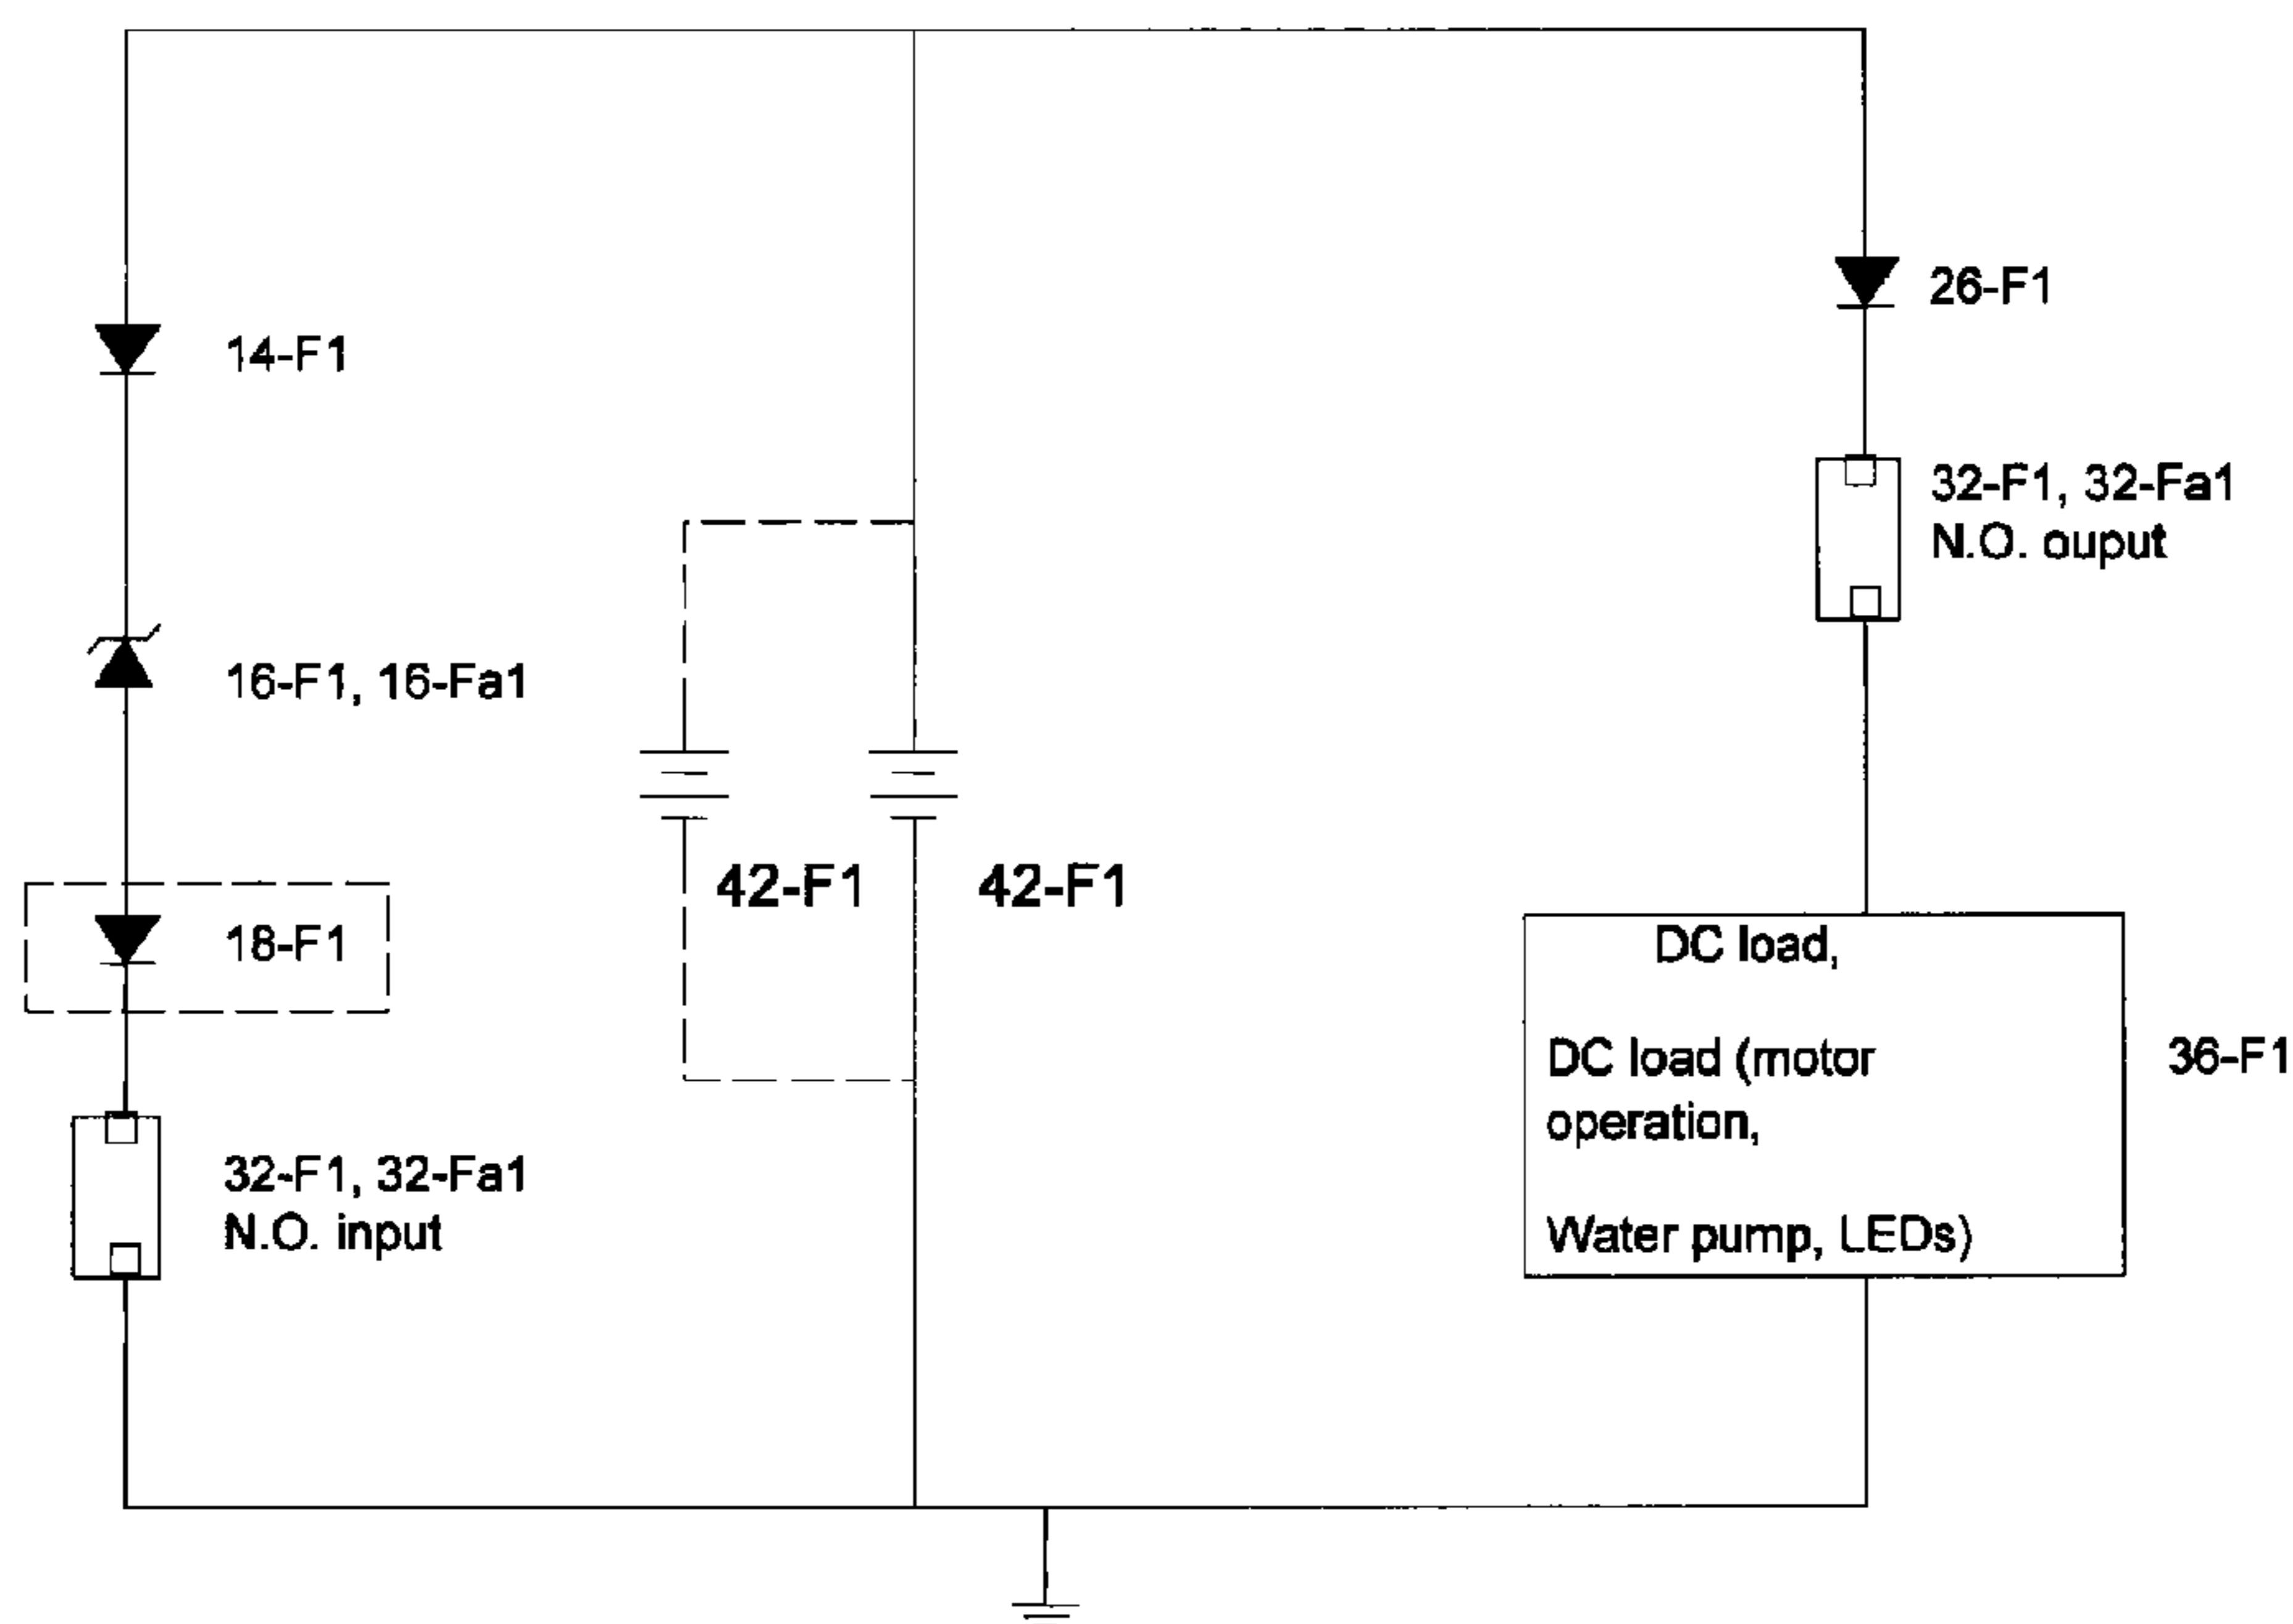 26-F1
14-F1
32-F1, 32-Fa1
N.O. ouput
16-F1, 16-Fa1
42-F1
42-F1
18-F1
DC load,
DC load (motor
operation,
Water pump, LEDs)
36-F1
32-F1, 32-Fa1
N.O. input